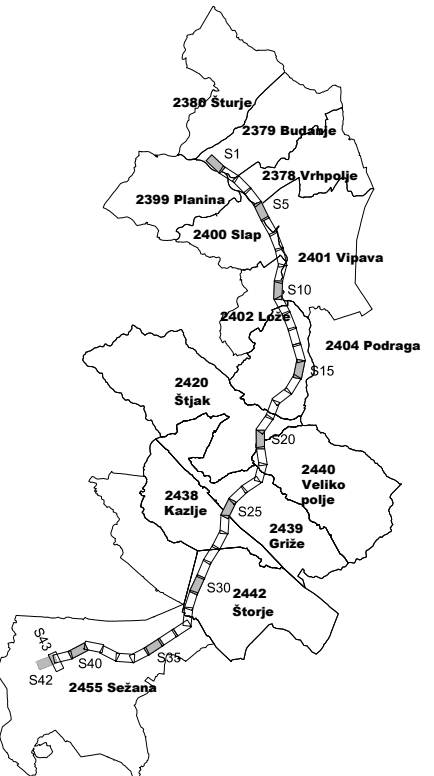 2386 Šturje
2379 Budanje
S1
2378 Vrhpolje
2399 Planina
S5
2400 Slap
2401 Vipava
S10
2402 Lože
2404 Podraga
S15
2420
Štjak
S20
2440
Veliko
polje
2438
Kazlje
S25
2439
Griže
S30
2442
Štorje
S43
S40
S35
S42
2455 Sežana